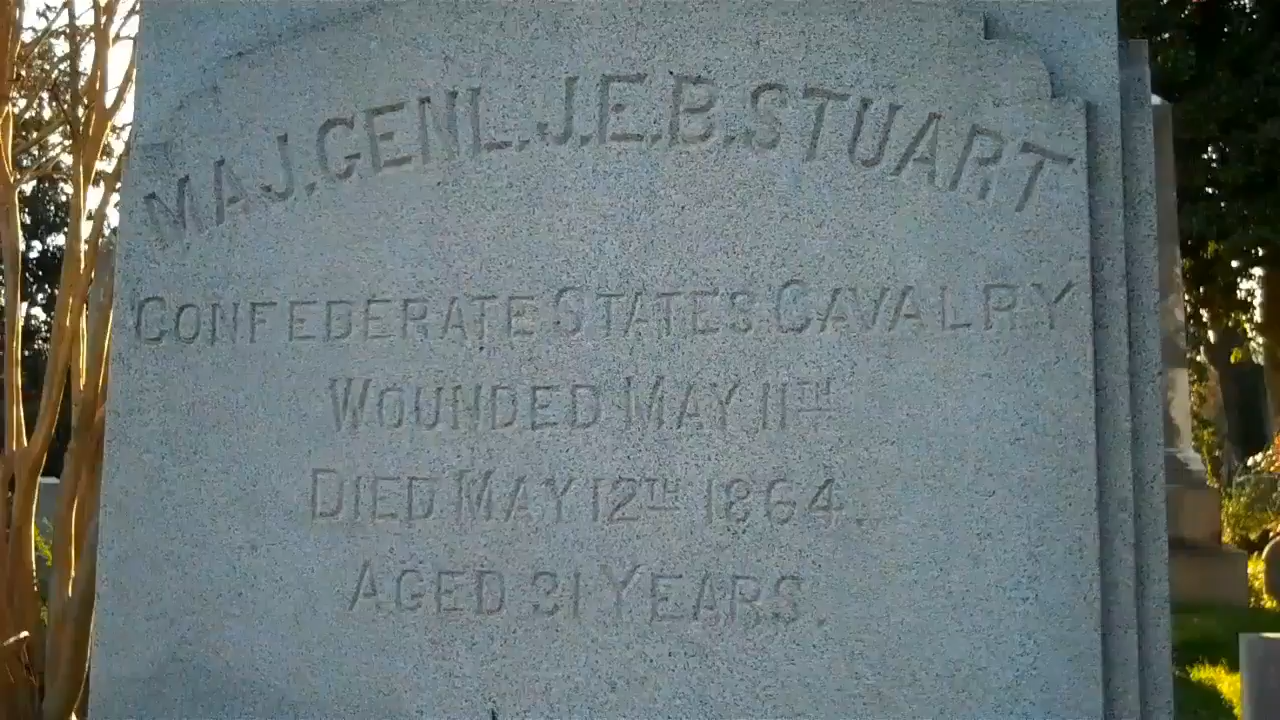 MAJ. GENL. J.E.B. STUART
CONFEDERATE STATES CAVALRY
WOUNDED MAY 11TH
DIED MAY 12TH 1864.
AGED 31 YEARS.